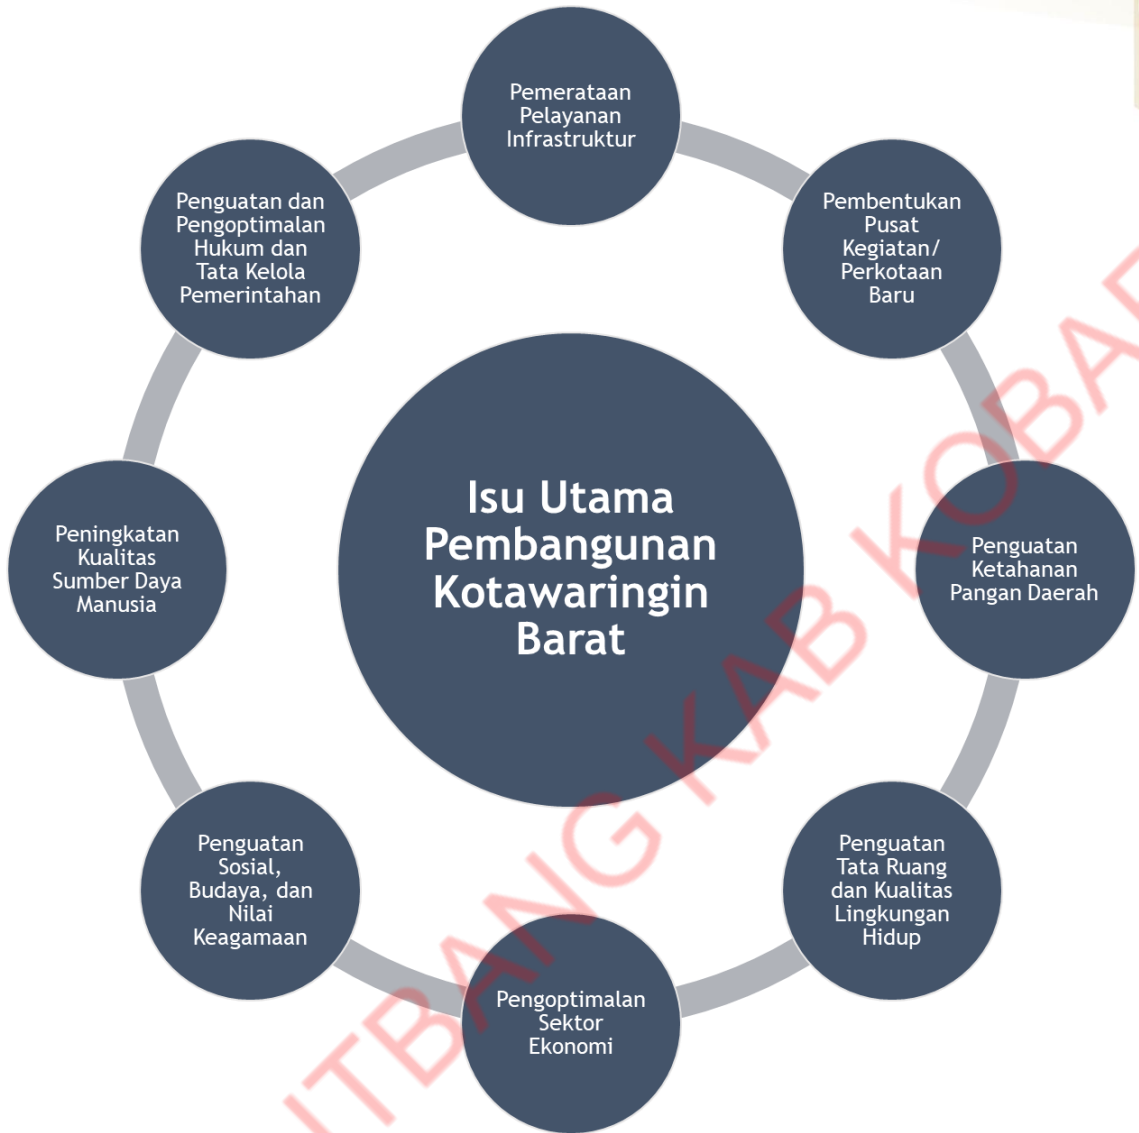 Pemerataan
Pelayanan
Infrastruktur
Pembentukan
Pusat
Kegiatan/
Perkotaan
Baru
Penguatan
Ketahanan
Pangan Daerah
Penguatan
Tata Ruang
dan Kualitas
Lingkungan
Hidup
Pengoptimalan
Sektor
Ekonomi
Penguatan
Sosial,
Budaya, dan
Nilai
Keagamaan
Peningkatan
Kualitas
Sumber Daya
Manusia
Penguatan dan
Pengoptimalan
Hukum dan
Tata Kelola
Pemerintahan
Isu Utama
Pembangunan
Kotawaringin
Barat
ITBANG KAB KOBAR